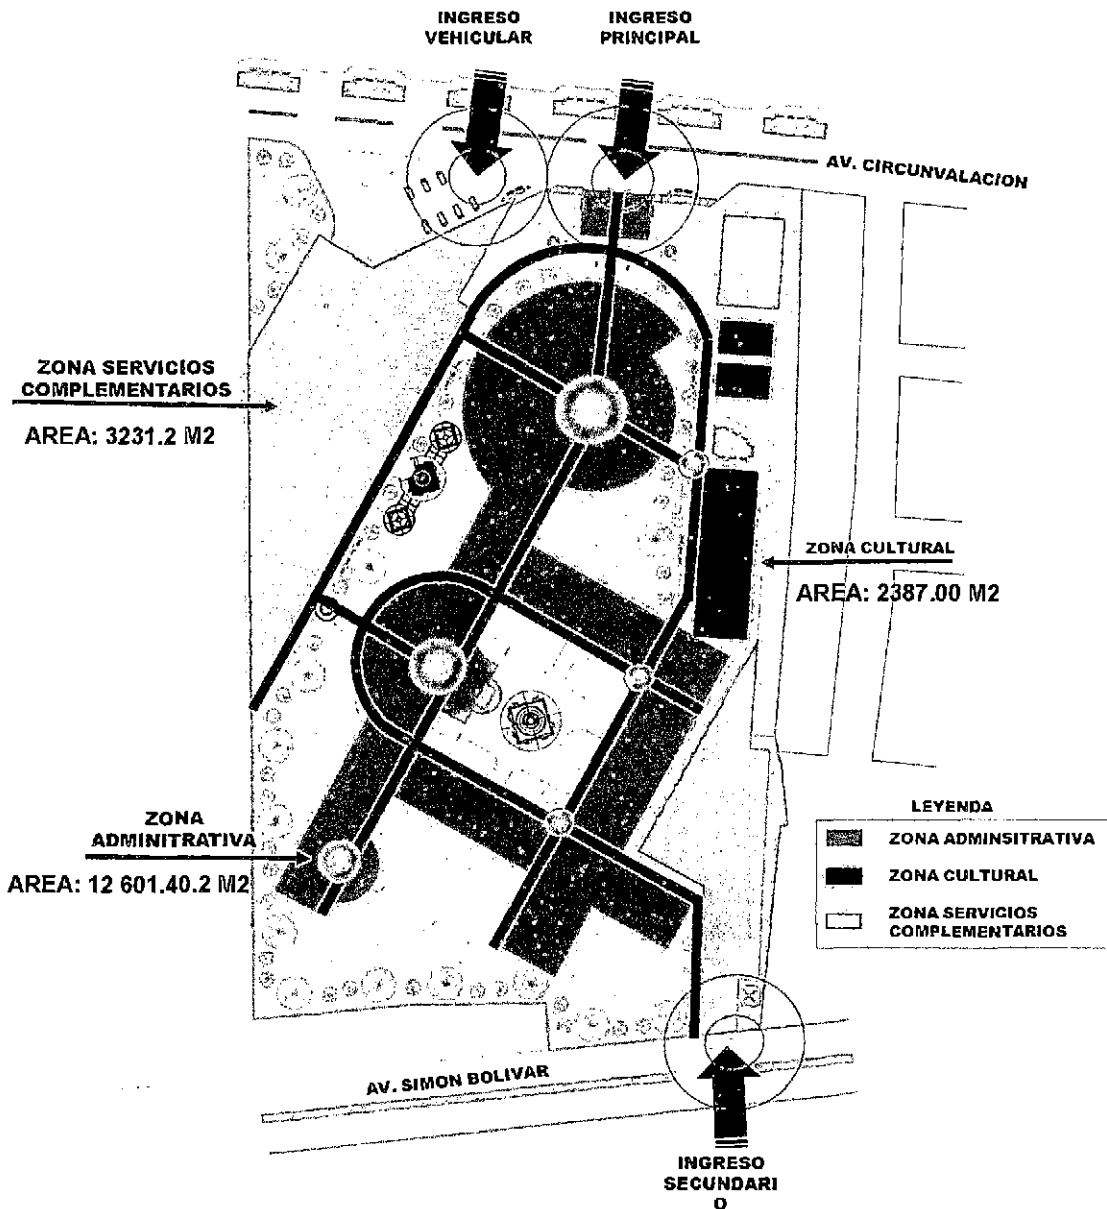 INGRESO
VEHICULAR
INGRESO
PRINCIPAL
AV. CIRCUNVALACION
ZONA SERVICIOS
COMPLEMENTARIOS
AREA: 3231.2 M2
ZONA CULTURAL
AREA: 2387.00 M2
ZONA
ADMINITRATIVA
AREA: 12 601.40.2 M2
LEYENDA
ZONA ADMINSITRATIVA
ZONA CULTURAL
ZONA SERVICIOS
COMPLEMENTARIOS
AV. SIMON BOLIVAR
INGRESO
SECUNDARI
O